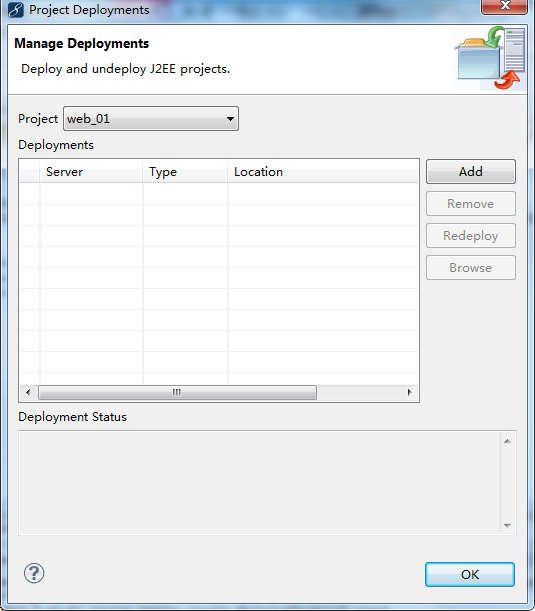 Project Deployments
Manage Deployments
Deploy and undeploy J2EE projects.
Project web_01
Deployments
Server Type Location
Add
Remove
Redeploy
Browse
Deployment Status
OK